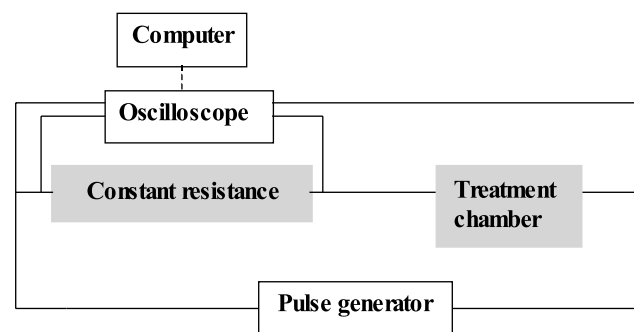 Computer
Oscilloscope
Constant resistance
Treatment
chamber
Pulse generator